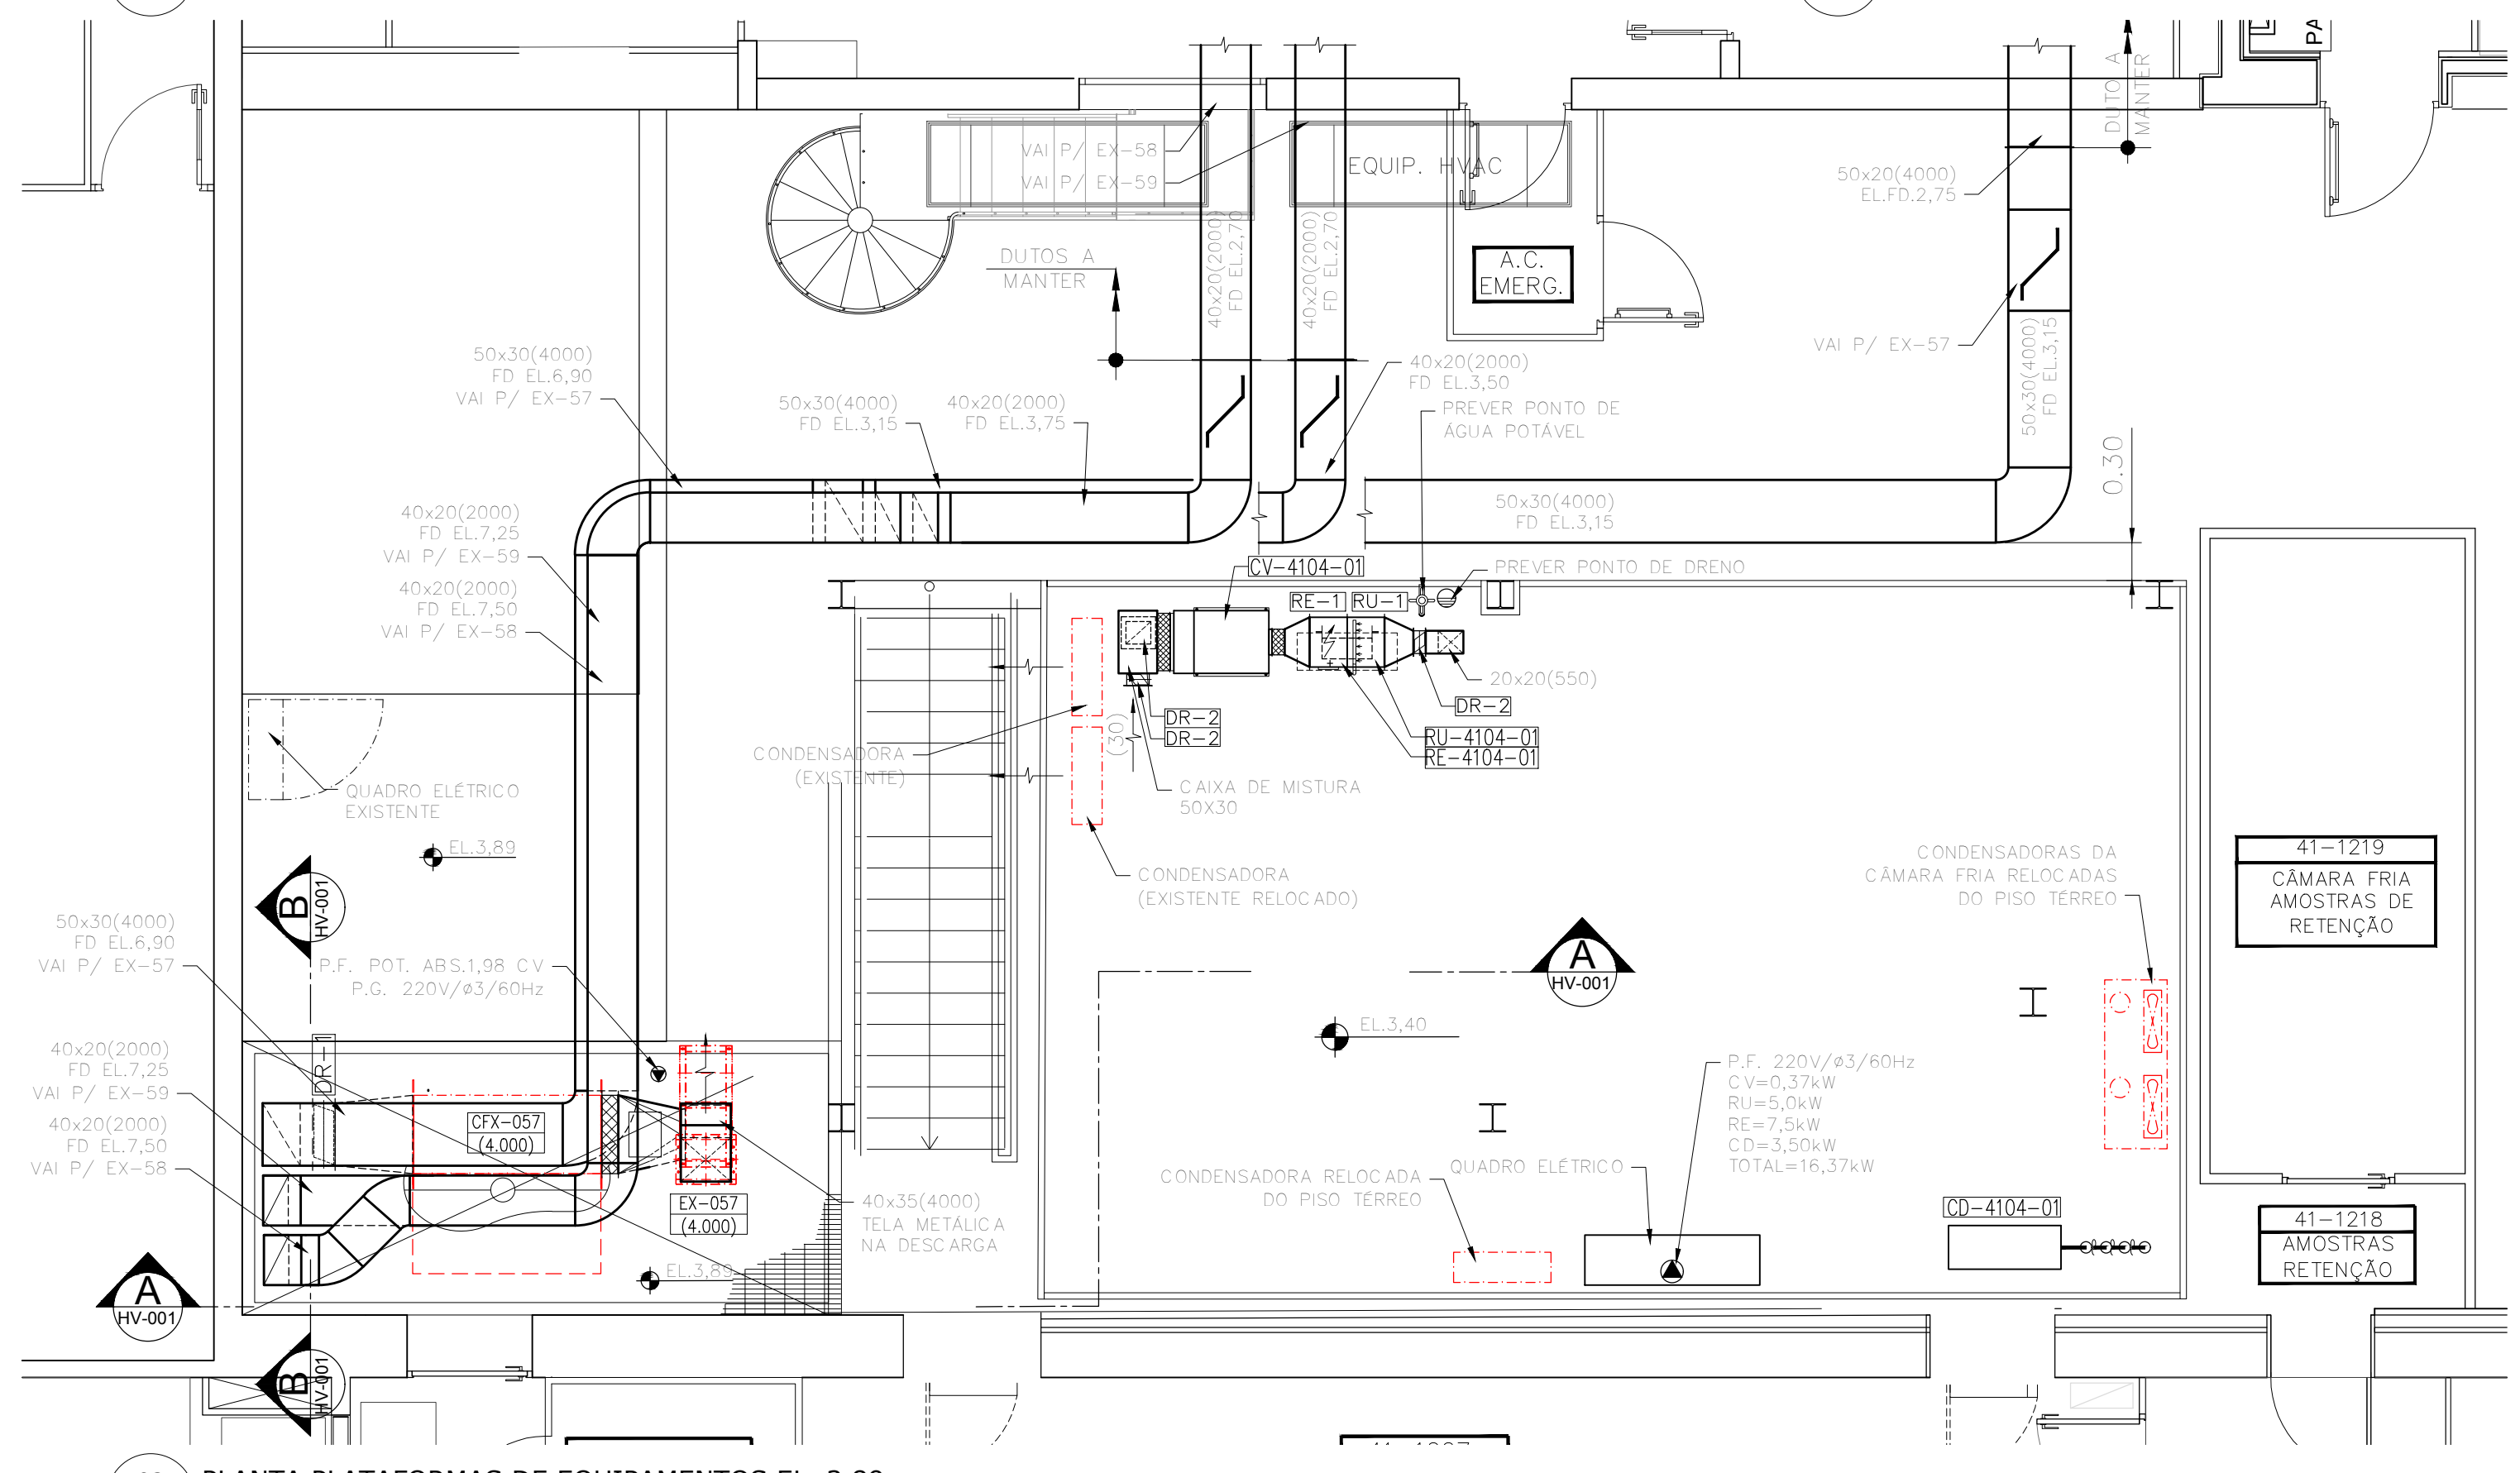 PA
DUTO A
MANTER
VAI P/ EX-58
VAI P/ EX-59
EQUIP. HVAC
50x20(4000)
EL.FD.2,75
40x20(2000)
FD EL.2,70
40x20(2000)
FD EL.2,70
DUTOS A
MANTER
A.C.
EMERG.
VAI P/ EX-57
50x30(4000)
FD EL.3,15
50x30(4000)
FD EL.6,90
VAI P/ EX-57
50x30(4000)
FD EL.3,15
40x20(2000)
FD EL.3,75
40x20(2000)
FD EL.3,50
PREVER PONTO DE
ÁGUA POTÁVEL
0.30
40x20(2000)
FD EL.7,25
VAI P/ EX-59
50x30(4000)
FD EL.3,15
40x20(2000)
FD EL.7,50
VAI P/ EX-58
CV-4104-01
PREVER PONTO DE DRENO
RE-1
RU-1
20x20(550)
DR-2
DR-2
DR-2
(30)
RU-4104-01
RE-4104-01
CONDENSADORA
(EXISTENTE)
CAIXA DE MISTURA
50X30
QUADRO ELÉTRICO
EXISTENTE
EL.3,89
CONDENSADORA
(EXISTENTE RELOCADO)
CONDENSADORAS DA
CÂMARA FRIA RELOCADAS
DO PISO TÉRREO
41-1219
CÂMARA FRIA
AMOSTRAS DE
RETENÇÃO
B
HV-001
50x30(4000)
FD EL.6,90
VAI P/ EX-57
P.F. POT. ABS.1,98 CV
P.G. 220V/ø3/60Hz
A
HV-001
EL.3,40
40x20(2000)
FD EL.7,25
VAI P/ EX-59
DR-1
P.F. 220V/ø3/60Hz
CV=0,37kW
RU=5,0kW
RE=7,5kW
CD=3,50kW
TOTAL=16,37kW
40x20(2000)
FD EL.7,50
VAI P/ EX-58
CFX-057
(4.000)
EX-057
(4.000)
40x35(4000)
TELA METÁLICA
NA DESCARGA
CONDENSADORA RELOCADA
DO PISO TÉRREO
QUADRO ELÉTRICO
CD-4104-01
41-1218
AMOSTRAS
RETENÇÃO
EL.3,89
A
HV-001
B
HV-001